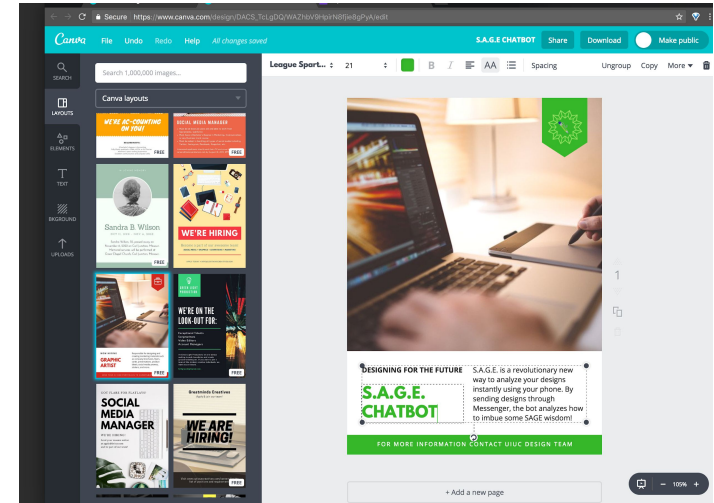 Secure https://www.canva.com/design/DACS_TcLgDQ/WAZhbV9HpirN8fjie8gPyA/edit
Canva File Undo Redo Help All changes saved S.A.G.E CHATBOT Share Download Make public
SEARCH
LAYOUTS
ELEMENTS
TEXT
BKGROUND
UPLOADS
Search 1,000,000 images...
Canva layouts
WE'RE AC-COUNTING
ON YOU!
FREE
SOCIAL MEDIA MANAGER
FREE
Sandra B. Wilson
FREE
WE'RE HIRING
FREE
GRAPHIC
ARTIST
FREE
WE'RE ON THE
LOOK-OUT FOR:
FREE
SOCIAL
MEDIA
MANAGER
Greatminds Creatives
WE ARE
HIRING!
FREE
League Spart... 21 B I AA Spacing Ungroup Copy More
DESIGNING FOR THE FUTURE
S.A.G.E.
CHATBOT
S.A.G.E. is a revolutionary new
way to analyze your designs
instantly using your phone. By
sending designs through
Messenger, the bot analyzes how
to imbue some SAGE wisdom!
FOR MORE INFORMATION CONTACT UIUC DESIGN TEAM
1
+ Add a new page
− 105% +